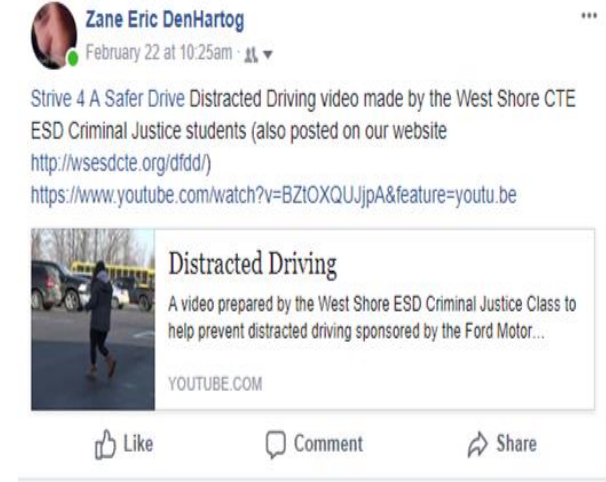 Zane Eric DenHartog
February 22 at 10:25am ·
Strive 4 A Safer Drive Distracted Driving video made by the West Shore CTE
ESD Criminal Justice students (also posted on our website
http://wsesdcte.org/dfdd/)
https://www.youtube.com/watch?v=BZtOXQUJjpA&feature=youtu.be
Distracted Driving
A video prepared by the West Shore ESD Criminal Justice Class to
help prevent distracted driving sponsored by the Ford Motor...
YOUTUBE.COM
Like Comment Share